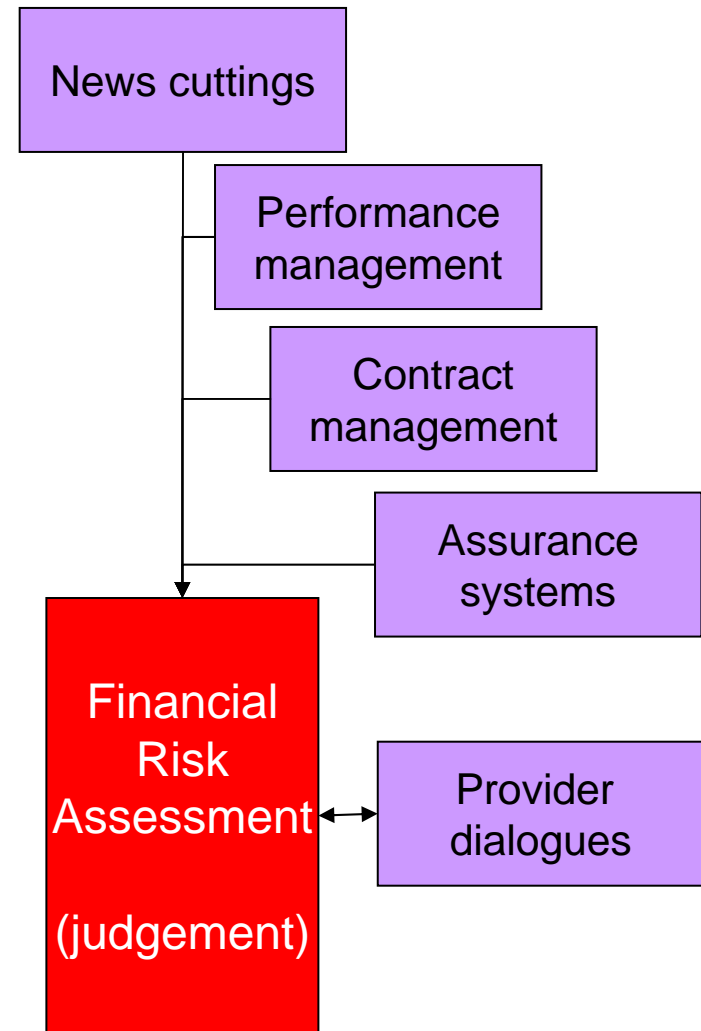 News cuttings
Performance
management
Contract
management
Assurance
systems
Financial
Risk
Assessment
(judgement)
Provider
dialogues